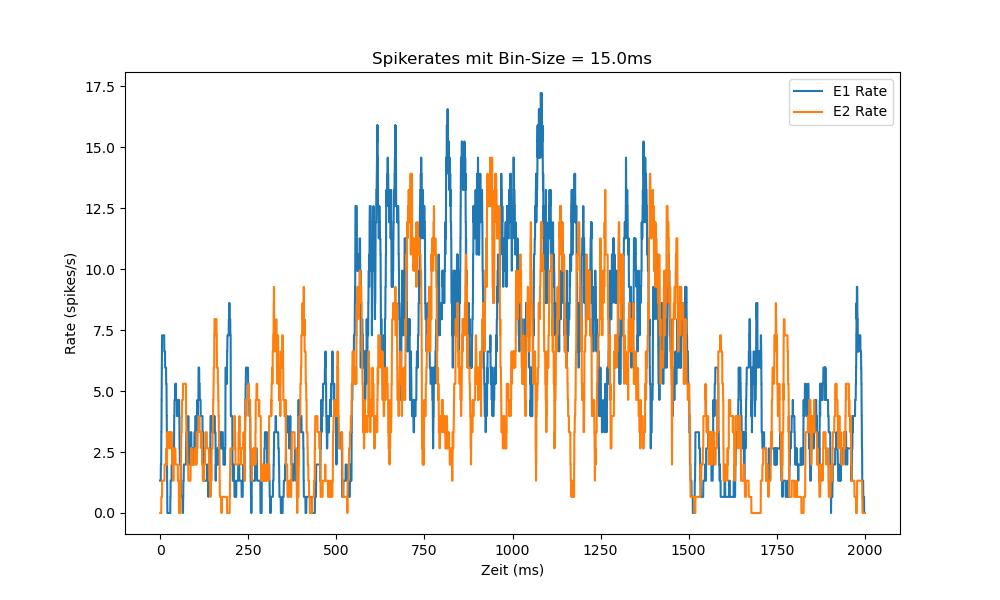 Spikerates mit Bin-Size = 15.0ms
17.5
15.0
12.5
10.0
7.5
5.0
2.5
0.0
Rate (spikes/s)
E1 Rate
E2 Rate
0 250 500 750 1000 1250 1500 1750 2000
Zeit (ms)